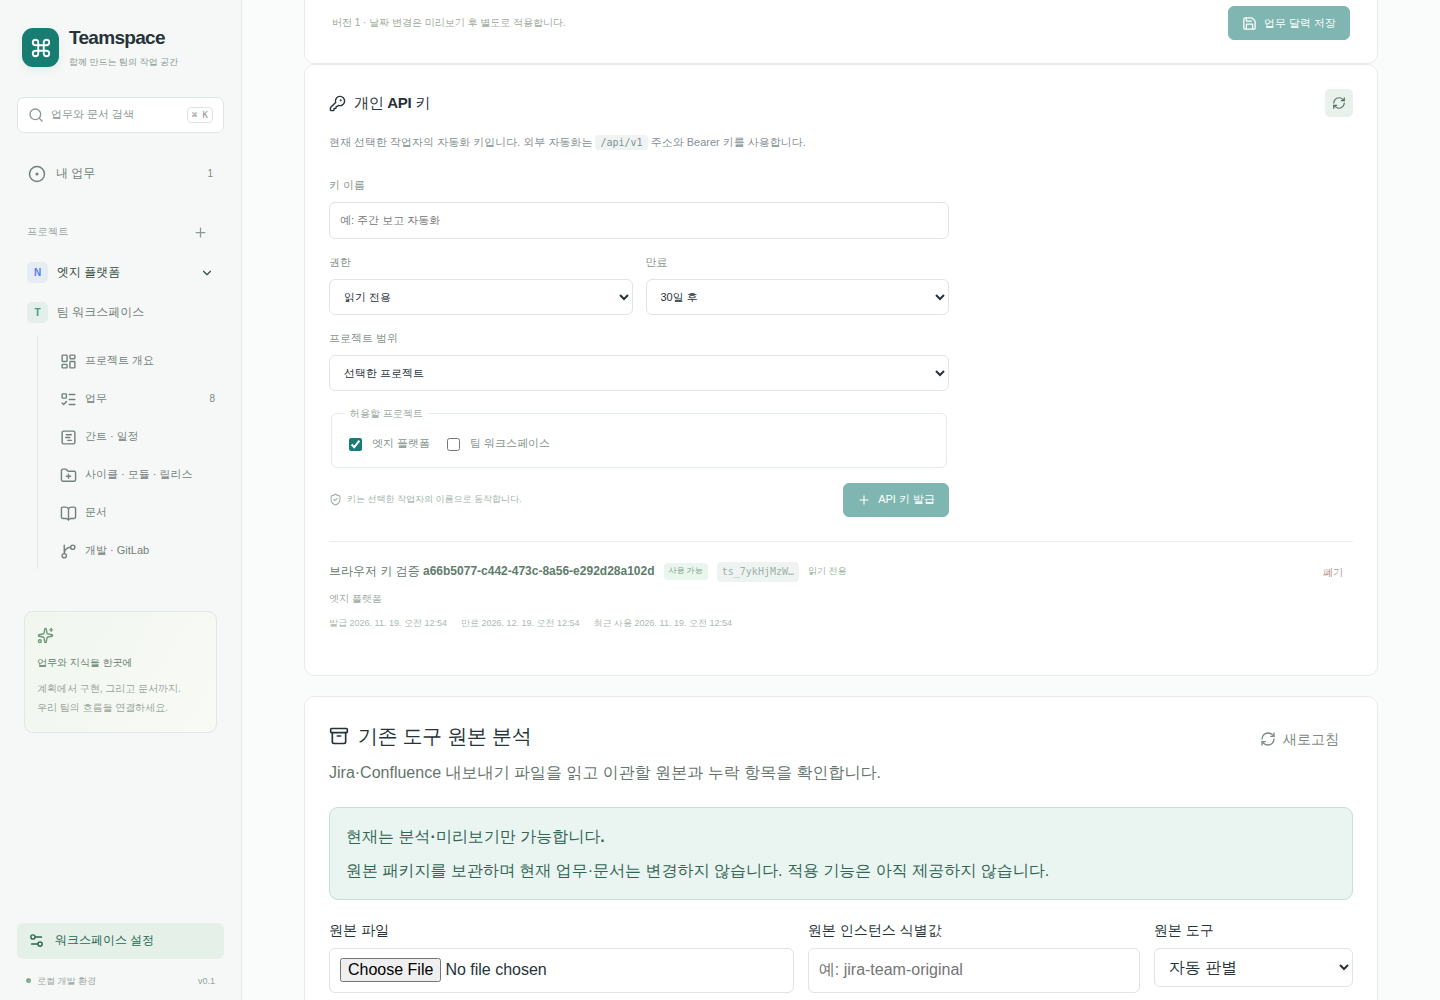 Teamspace
함께 만드는 팀의 작업 공간
업무와 문서 검색
⌘ K
내 업무
1
프로젝트
N
엣지 플랫폼
T
팀 워크스페이스
프로젝트 개요
업무
8
간트 · 일정
사이클 · 모듈 · 릴리스
문서
개발 · GitLab
업무와 지식을 한곳에
계획에서 구현, 그리고 문서까지.
우리 팀의 흐름을 연결하세요.
워크스페이스 설정
로컬 개발 환경
v0.1
버전 1 · 날짜 변경은 미리보기 후 별도로 적용합니다.
업무 달력 저장
개인 API 키
현재 선택한 작업자의 자동화 키입니다. 외부 자동화는 /api/v1 주소와 Bearer 키를 사용합니다.
키 이름
예: 주간 보고 자동화
권한
만료
읽기 전용
30일 후
프로젝트 범위
선택한 프로젝트
허용할 프로젝트
엣지 플랫폼
팀 워크스페이스
키는 선택한 작업자의 이름으로 동작합니다.
API 키 발급
브라우저 키 검증 a66b5077-c442-473c-8a56-e292d28a102d 사용 가능 ts_7ykHjMzW… 읽기 전용
폐기
엣지 플랫폼
발급 2026. 11. 19. 오전 12:54 만료 2026. 12. 19. 오전 12:54 최근 사용 2026. 11. 19. 오전 12:54
기존 도구 원본 분석
새로고침
Jira·Confluence 내보내기 파일을 읽고 이관할 원본과 누락 항목을 확인합니다.
현재는 분석·미리보기만 가능합니다.
원본 패키지를 보관하며 현재 업무·문서는 변경하지 않습니다. 적용 기능은 아직 제공하지 않습니다.
원본 파일
원본 인스턴스 식별값
원본 도구
Choose File No file chosen
예: jira-team-original
자동 판별